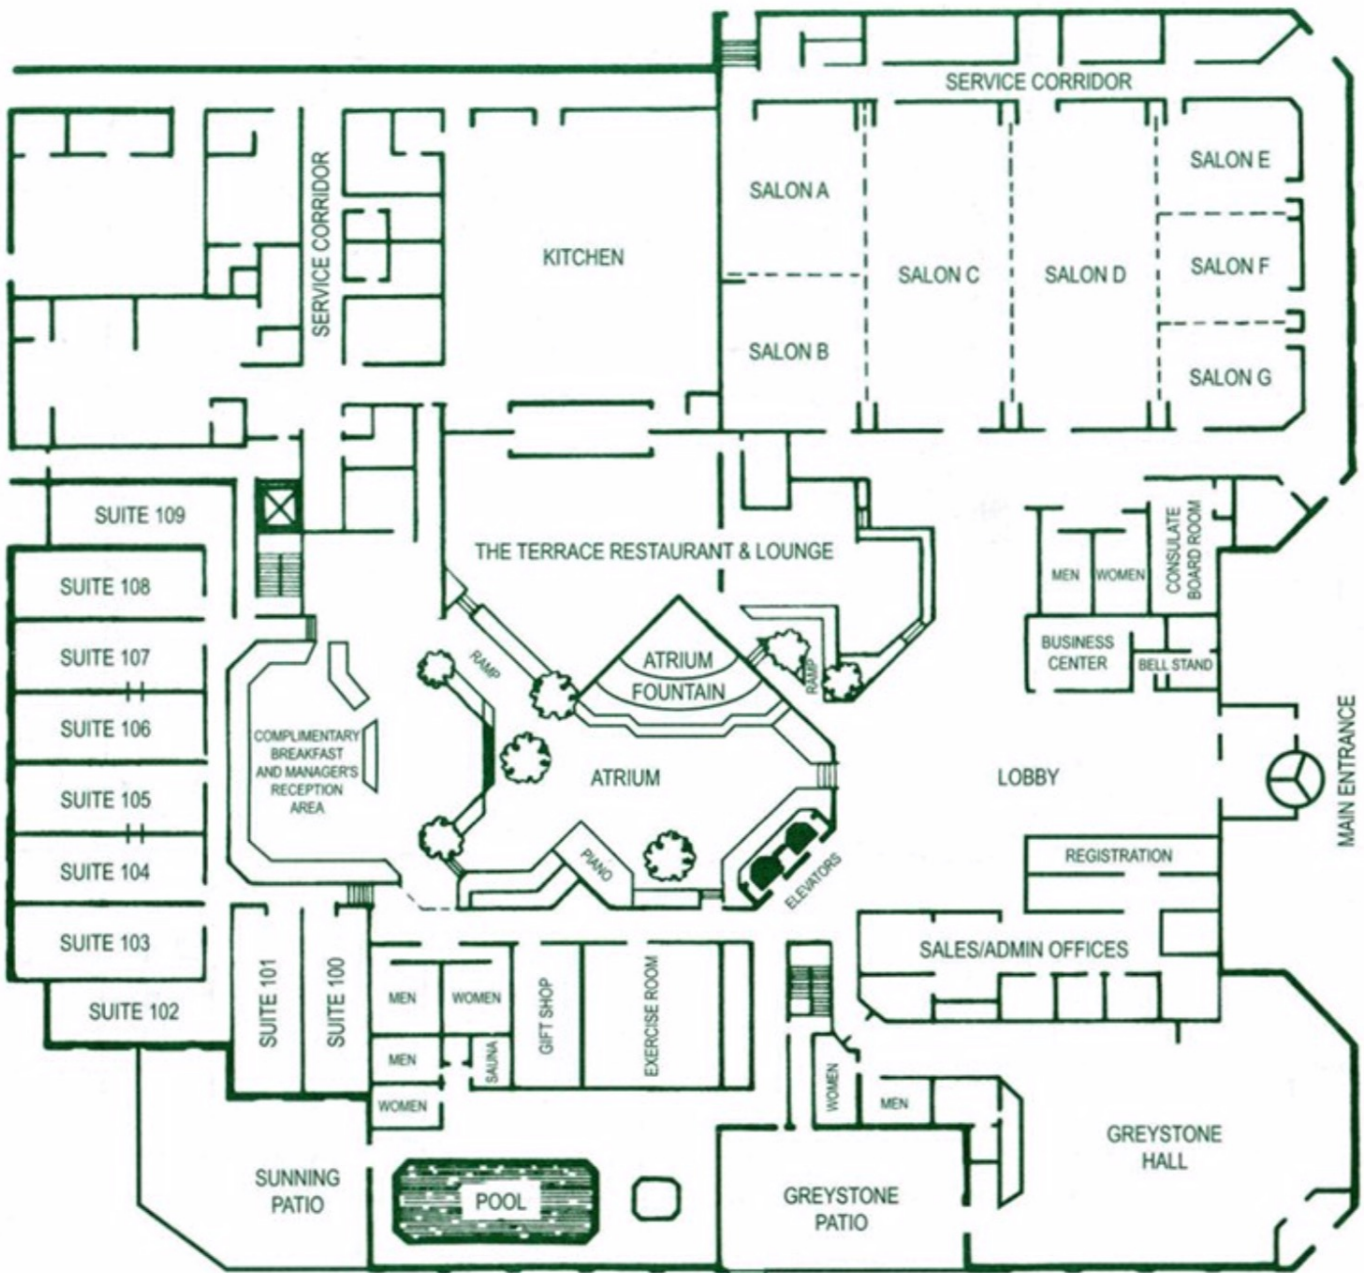 SERVICE CORRIDOR
SALON E
SALON A
SERVICE CORRIDOR
KITCHEN
SALON C
SALON D
SALON F
SALON B
SALON G
SUITE 109
THE TERRACE RESTAURANT & LOUNGE
CONSULATE
BOARD ROOM
SUITE 108
MEN
WOMEN
SUITE 107
RAMP
ATRIUM
FOUNTAIN
RAMP
BUSINESS
CENTER
BELL STAND
SUITE 106
COMPLIMENTARY
BREAKFAST
AND MANAGER'S
RECEPTION
AREA
ATRIUM
LOBBY
MAIN ENTRANCE
SUITE 105
SUITE 104
PIANO
ELEVATORS
REGISTRATION
SUITE 103
SALES/ADMIN OFFICES
SUITE 102
SUITE 101
SUITE 100
MEN
WOMEN
GIFT SHOP
EXERCISE ROOM
MEN
SAUNA
WOMEN
WOMEN
MEN
GREYSTONE
HALL
SUNNING
PATIO
POOL
GREYSTONE
PATIO